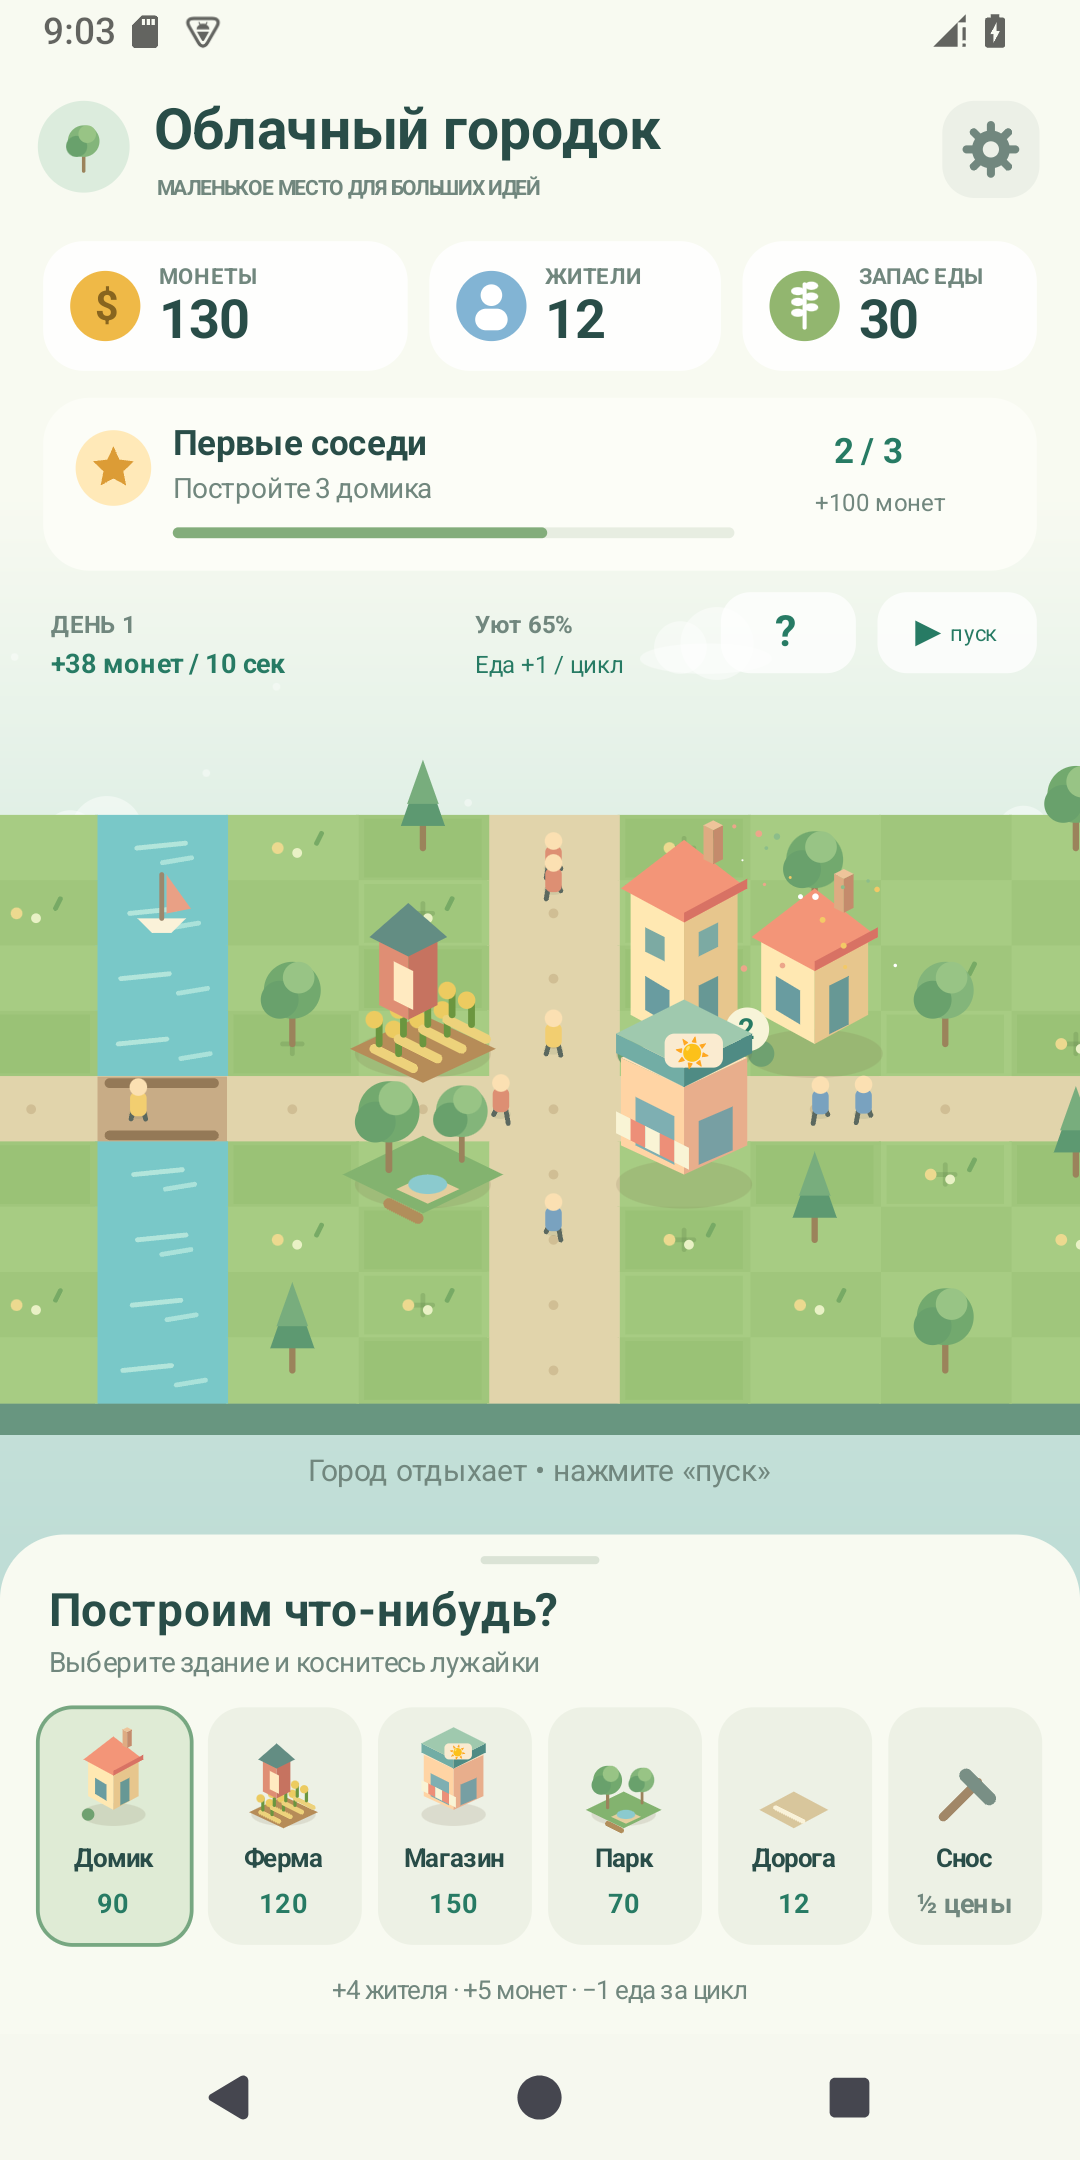 9:03
Облачный городок
МАЛЕНЬКОЕ МЕСТО ДЛЯ БОЛЬШИХ ИДЕЙ
$
МОНЕТЫ
130
ЖИТЕЛИ
12
ЗАПАС ЕДЫ
30
Первые соседи
Постройте 3 домика
2 / 3
+100 монет
ДЕНЬ 1
+38 монет / 10 сек
Уют 65%
Еда +1 / цикл
?
пуск
2
Город отдыхает • нажмите «пуск»
Построим что-нибудь?
Выберите здание и коснитесь лужайки
Домик
90
Ферма
120
Магазин
150
Парк
70
Дорога
12
Снос
½ цены
+4 жителя · +5 монет · −1 еда за цикл